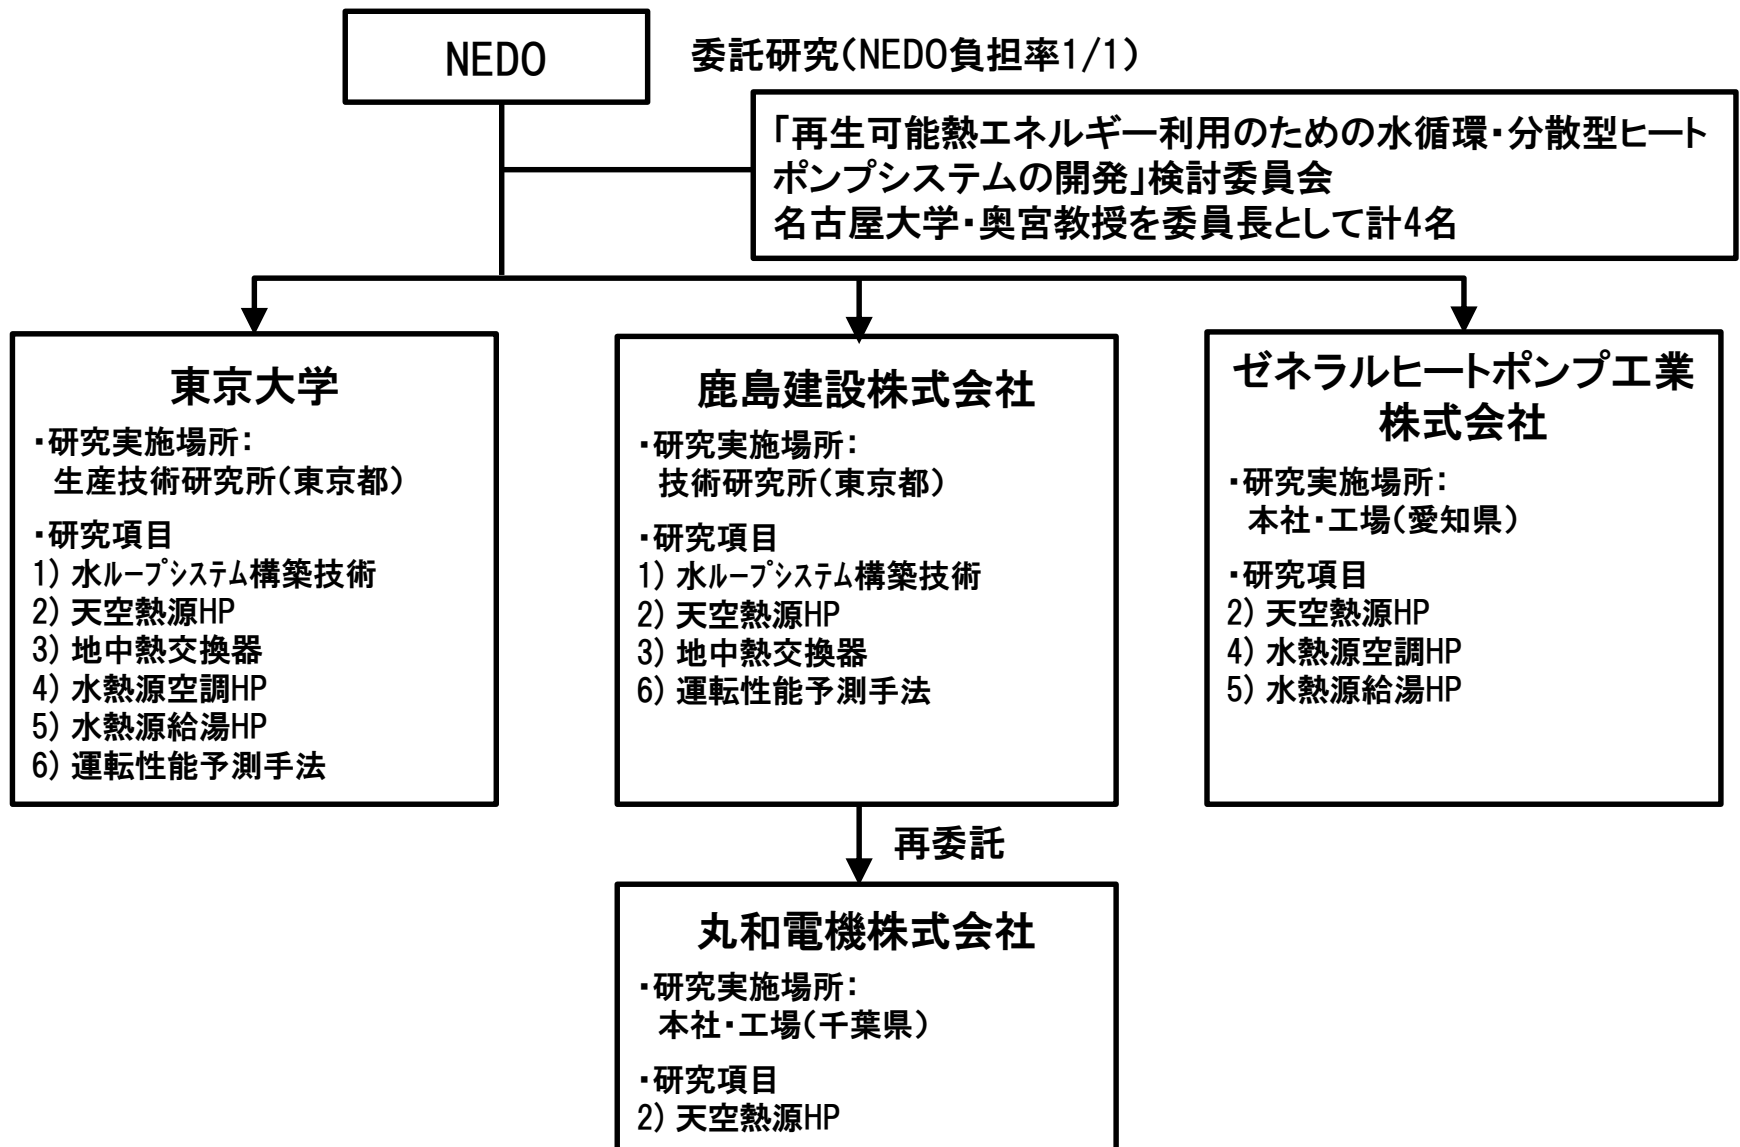 NEDO
委託研究(NEDO負担率1/1)
「再生可能熱エネルギー利用のための水循環・分散型ヒート
ポンプシステムの開発」検討委員会
名古屋大学・奥宮教授を委員長として計4名
東京大学
・研究実施場所:
生産技術研究所(東京都)
・研究項目
1) 水ﾙｰﾌﾟｼｽﾃﾑ構築技術
2) 天空熱源HP
3) 地中熱交換器
4) 水熱源空調HP
5) 水熱源給湯HP
6) 運転性能予測手法
鹿島建設株式会社
・研究実施場所:
技術研究所(東京都)
・研究項目
1) 水ﾙｰﾌﾟｼｽﾃﾑ構築技術
2) 天空熱源HP
3) 地中熱交換器
6) 運転性能予測手法
ゼネラルヒートポンプ工業
株式会社
・研究実施場所:
本社・工場(愛知県)
・研究項目
2) 天空熱源HP
4) 水熱源空調HP
5) 水熱源給湯HP
再委託
丸和電機株式会社
・研究実施場所:
本社・工場(千葉県)
・研究項目
2) 天空熱源HP